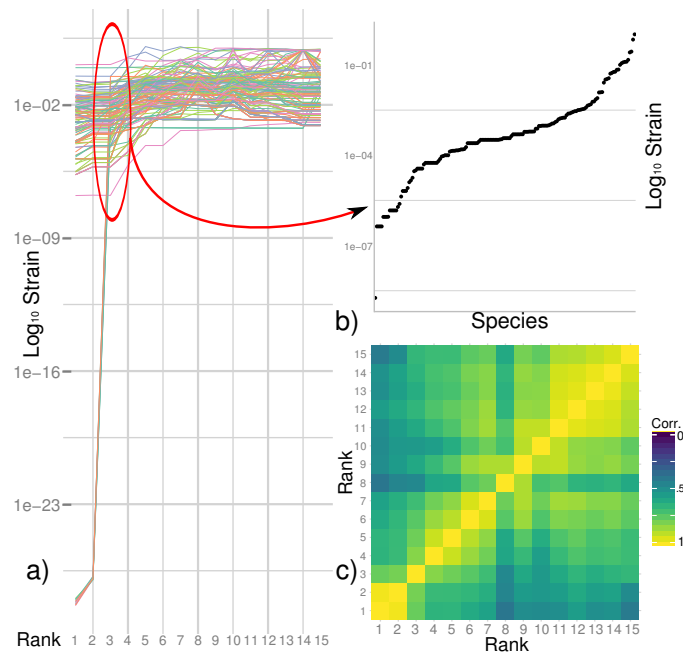 1e−02
1e−09
1e−16
1e−23
Log₁₀ Strain
a)
Rank
1 2 3 4 5 6 7 8 9 10 11 12 13 14 15
1e−01
1e−04
1e−07
Log₁₀ Strain
b)
Species
15
14
13
12
11
10
9
8
7
6
5
4
3
2
1
Rank
c)
1 2 3 4 5 6 7 8 9 10 11 12 13 14 15
Rank
Corr.
0
.5
1